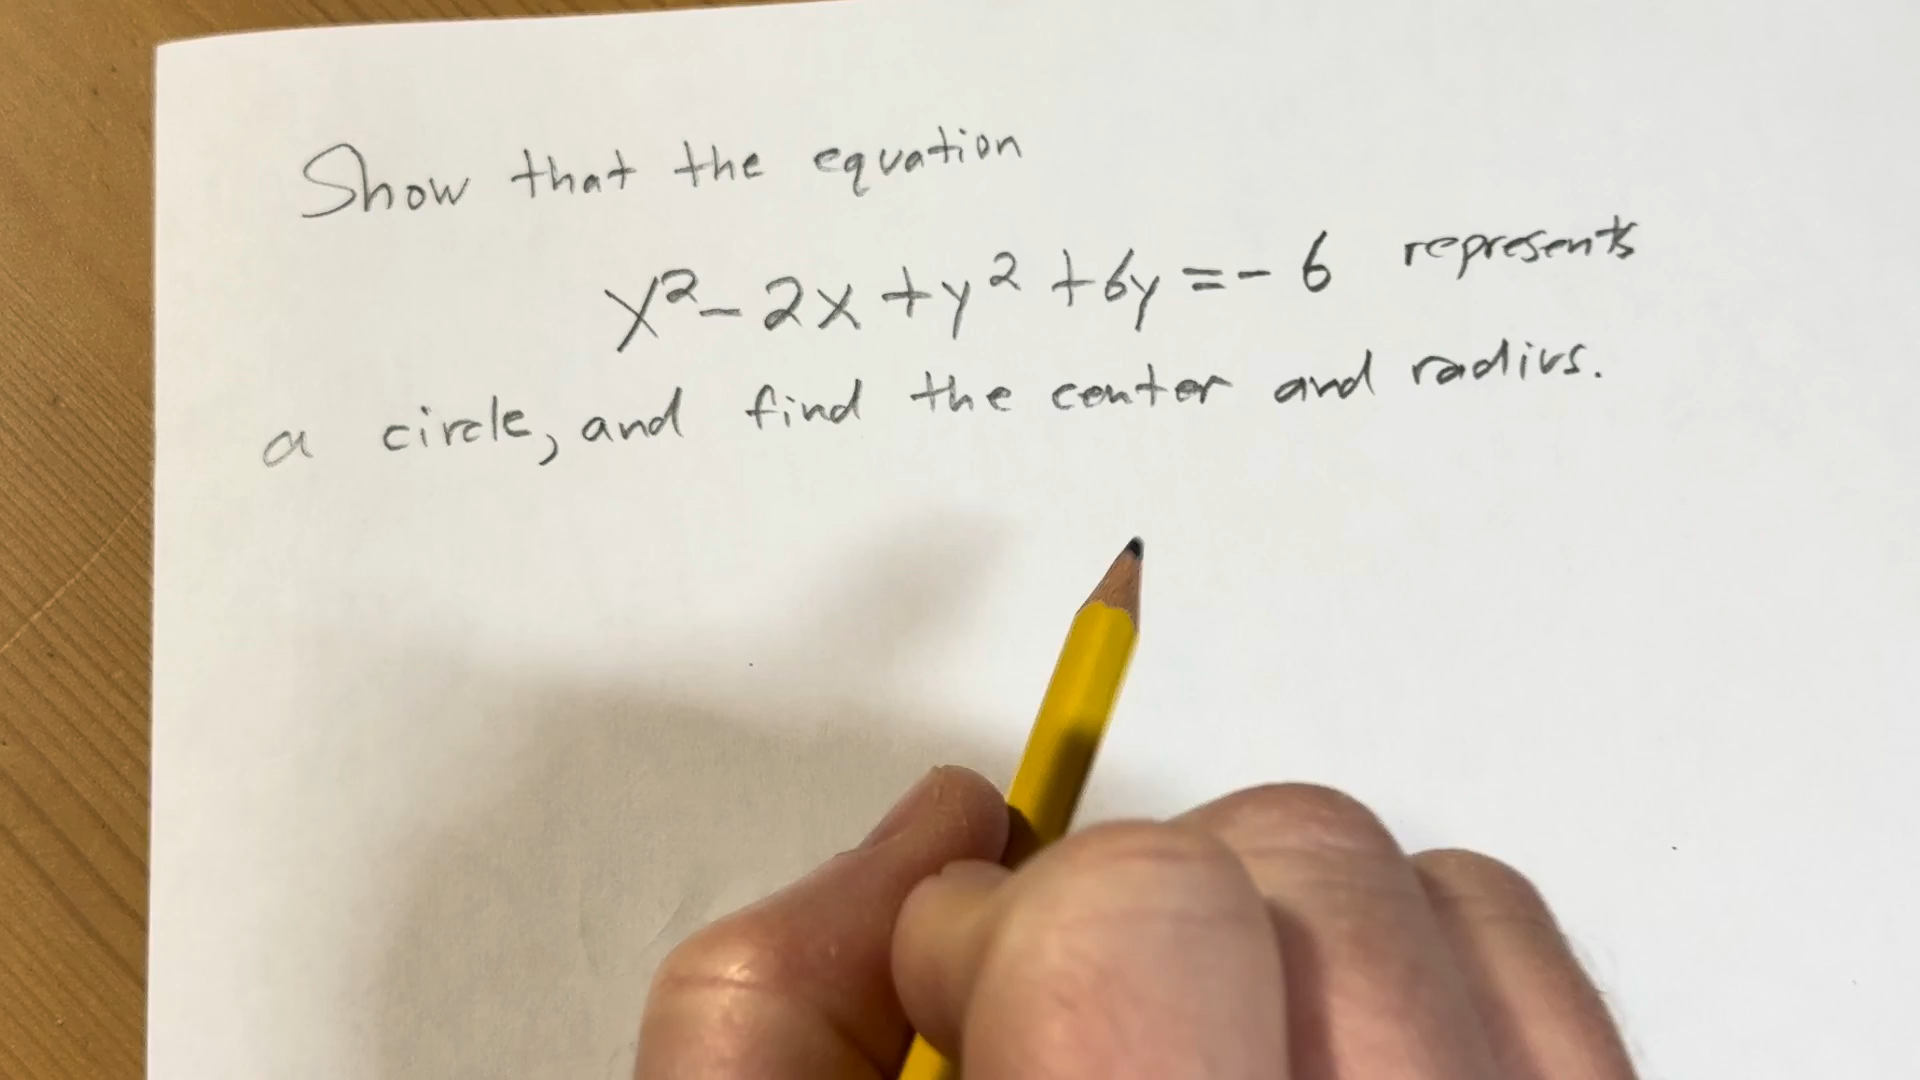 Show that the equation
x² - 2x + y² + 6y = - 6 represents
a circle, and find the center and radius.